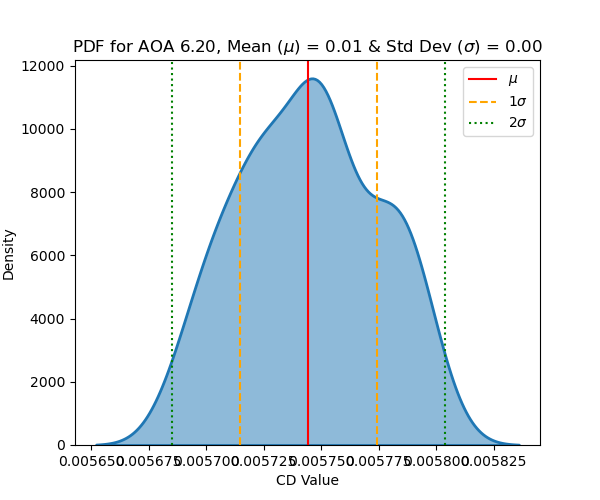 PDF for AOA 6.20, Mean (μ) = 0.01 & Std Dev (σ) = 0.00
μ
1σ
2σ
12000
10000
8000
6000
4000
2000
0
Density
0.005650 0.005675 0.005700 0.005725 0.005750 0.005775 0.005800 0.005825
CD Value